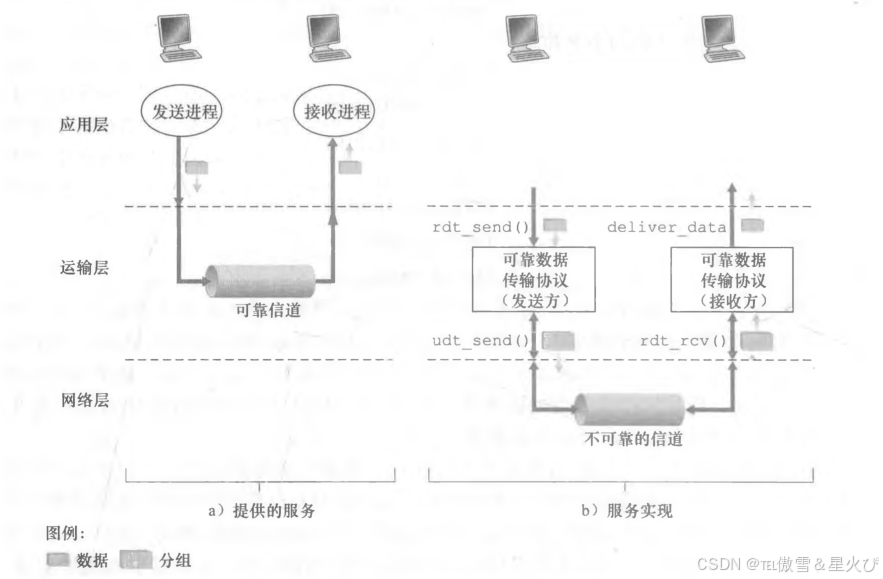 发送进程
接收进程
应用层
rdt_send()
deliver_data
运输层
可靠数据
传输协议
(发送方)
可靠数据
传输协议
(接收方)
可靠信道
udt_send()
rdt_rcv()
网络层
不可靠的信道
a)提供的服务
b)服务实现
图例:
数据
分组
CSDN @℡傲雪&星火び°